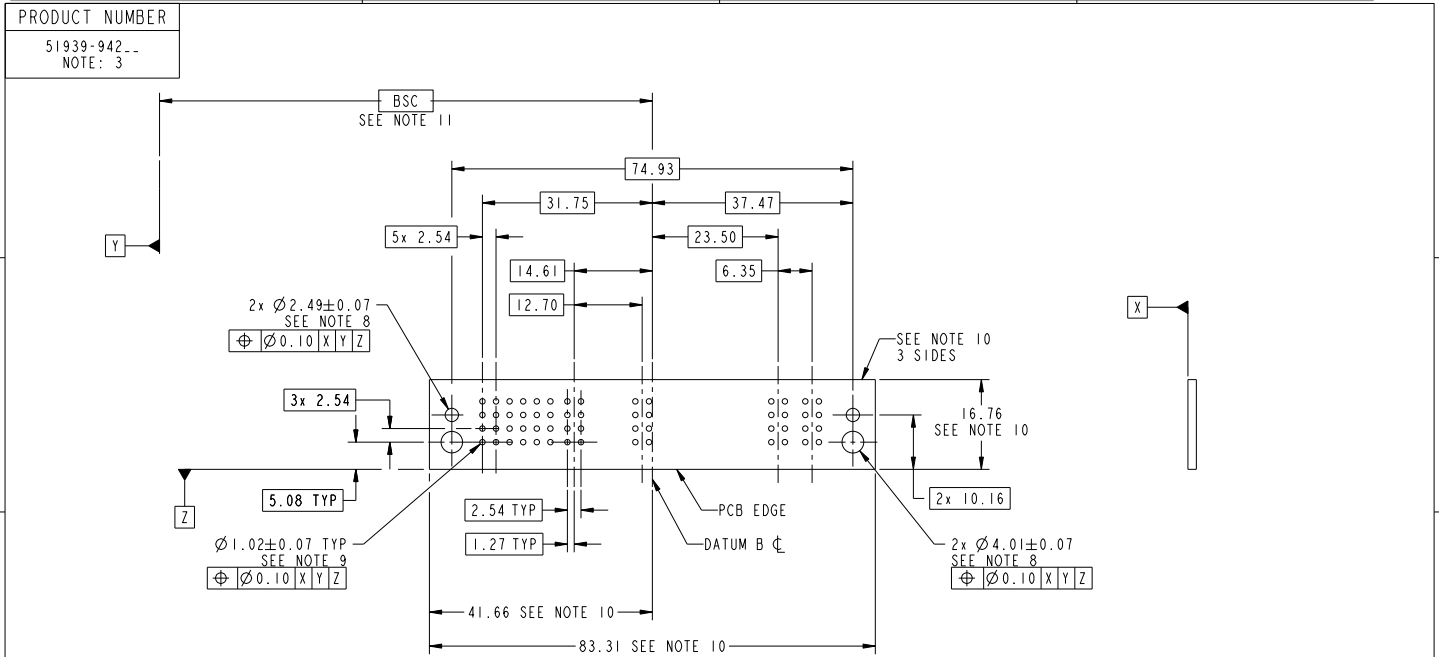 PRODUCT NUMBER
51939-942__
NOTE: 3
BSC
SEE NOTE 11
74.93
31.75
37.47
Y
5x 2.54
23.50
14.61
6.35
12.70
X
2x Ø2.49±0.07
SEE NOTE 8
⌖ Ø0.10 X Y Z
SEE NOTE 10
3 SIDES
3x 2.54
16.76
SEE NOTE 10
5.08 TYP
2x 10.16
Z
2.54 TYP
PCB EDGE
1.27 TYP
DATUM B ℄
Ø1.02±0.07 TYP
SEE NOTE 9
⌖ Ø0.10 X Y Z
2x Ø4.01±0.07
SEE NOTE 8
⌖ Ø0.10 X Y Z
41.66 SEE NOTE 10
83.31 SEE NOTE 10